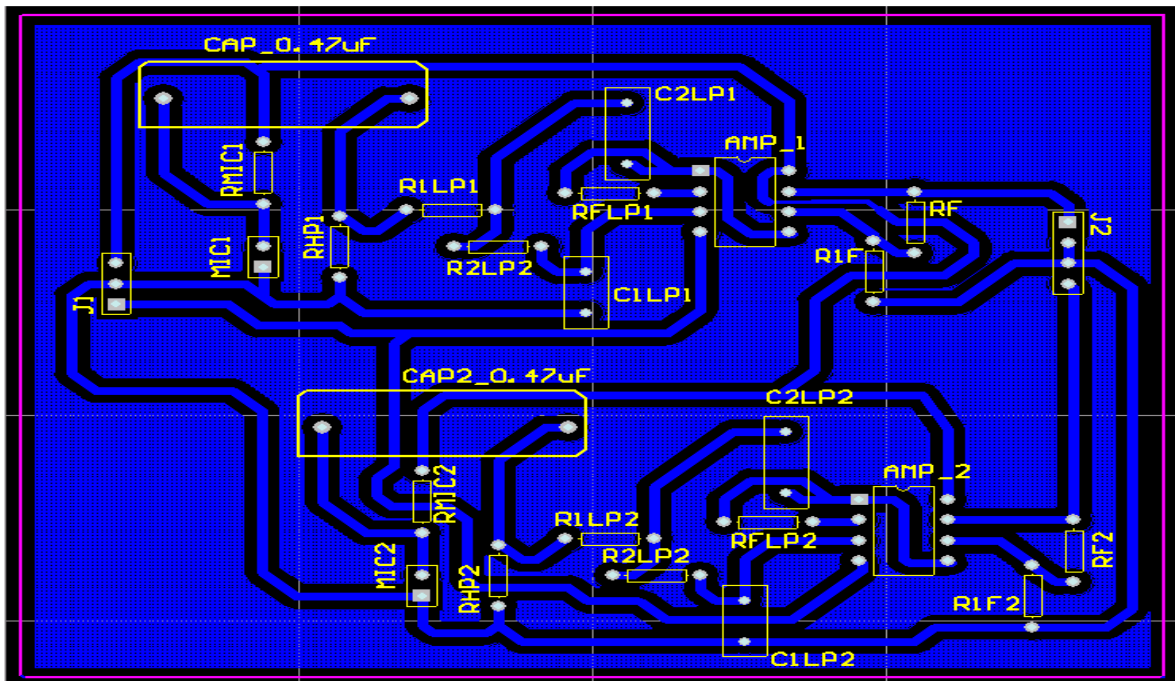 CAP_0.47uF
C2LP1
AMP_1
RMIC1
R1LP1
RFLP1
RF
J2
RHP1
MIC1
R2LP2
R1F
J1
C1LP1
CAP2_0.47uF
C2LP2
AMP_2
RMIC2
R1LP2
RFLP2
R2LP2
RF2
MIC2
RHP2
R1F2
C1LP2